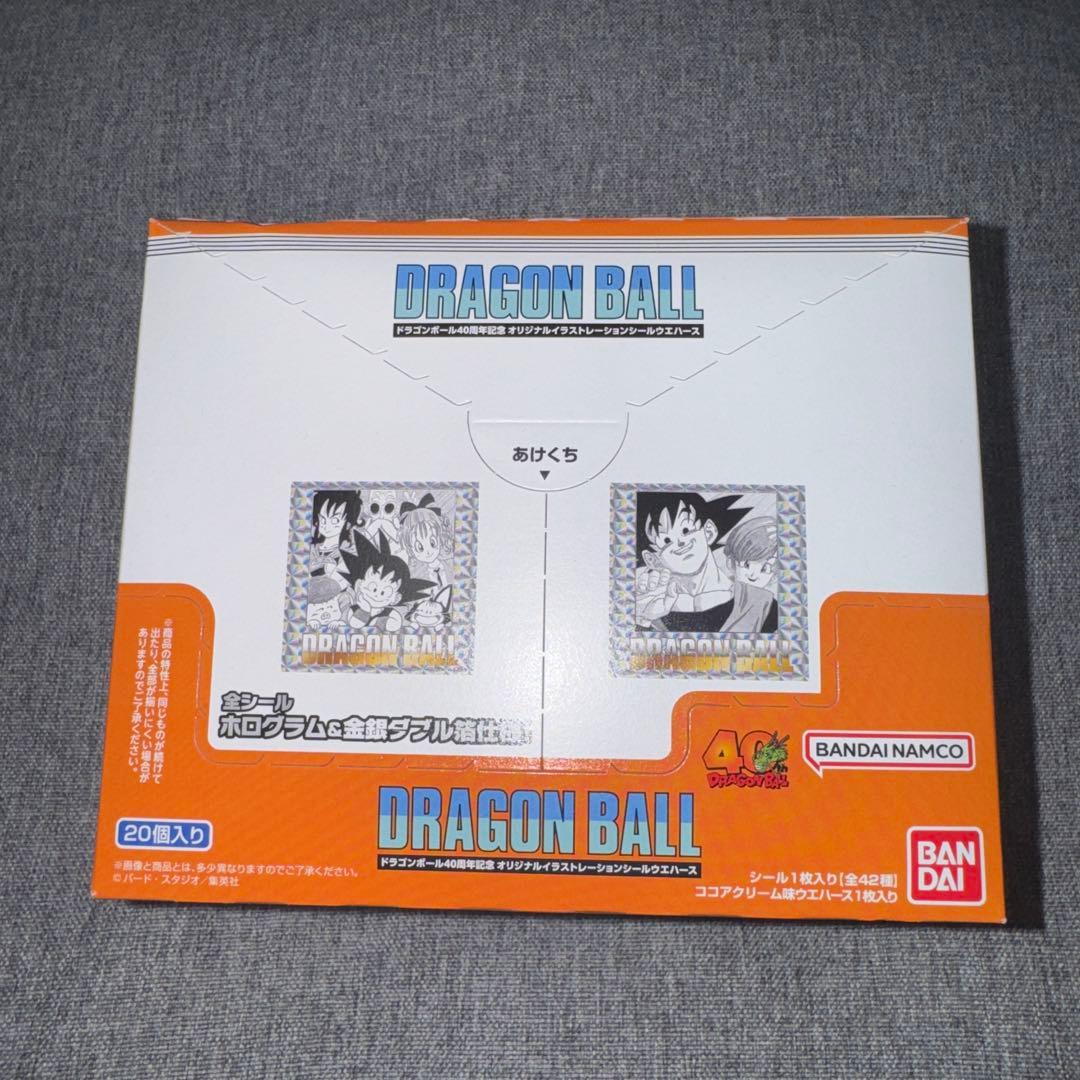 DRAGON BALL
ドラゴンボール40周年記念 オリジナルイラストレーションシールウエハース
あけくち
▼
DRAGON BALL
DRAGON BALL
全シール
ホログラム&金銀ダブル箔仕様
※商品の特性上、同じものが続けて
出たり、全部が揃いにくい場合が
ありますのでご了承ください。
40th
DRAGON BALL
BANDAI NAMCO
DRAGON BALL
ドラゴンボール40周年記念 オリジナルイラストレーションシールウエハース
20個入り
※画像と商品とは、多少異なりますのでご了承ください。
©バード・スタジオ/集英社
シール1枚入り[全42種]
ココアクリーム味ウエハース1枚入り
BAN
DAI